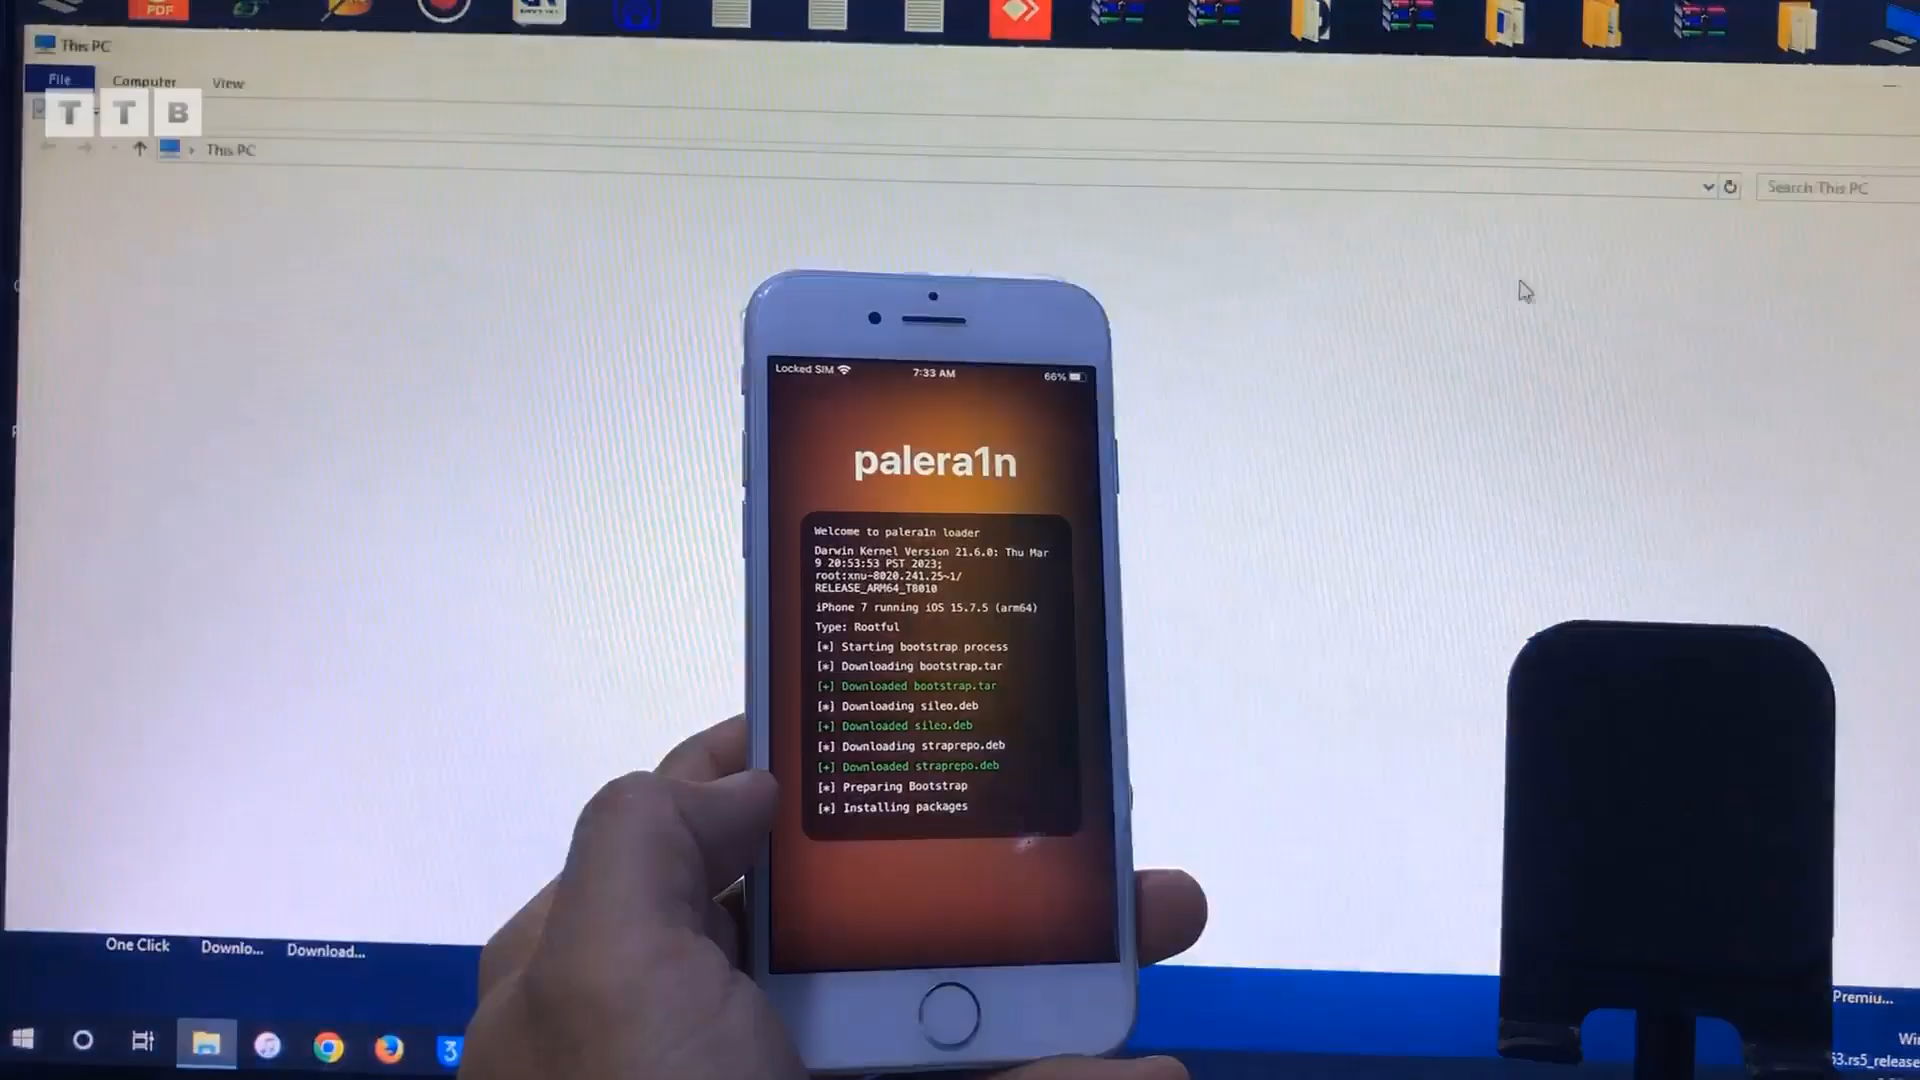 PDF
This PC
File
Computer
View
T T B
This PC
Search This PC
Locked SIM
7:33 AM
66%
palera1n
Welcome to palera1n loader
Darwin Kernel Version 21.6.0: Thu Mar
9 20:53:53 PST 2023;
root:xnu-8020.241.25~1/
RELEASE_ARM64_T8010
iPhone 7 running iOS 15.7.5 (arm64)
Type: Rootful
[*] Starting bootstrap process
[*] Downloading bootstrap.tar
[+] Downloaded bootstrap.tar
[*] Downloading sileo.deb
[+] Downloaded sileo.deb
[*] Downloading straprepo.deb
[+] Downloaded straprepo.deb
[*] Preparing Bootstrap
[*] Installing packages
One Click
Downlo...
Download...
Premiu...
Wi
3.rs5_release
3